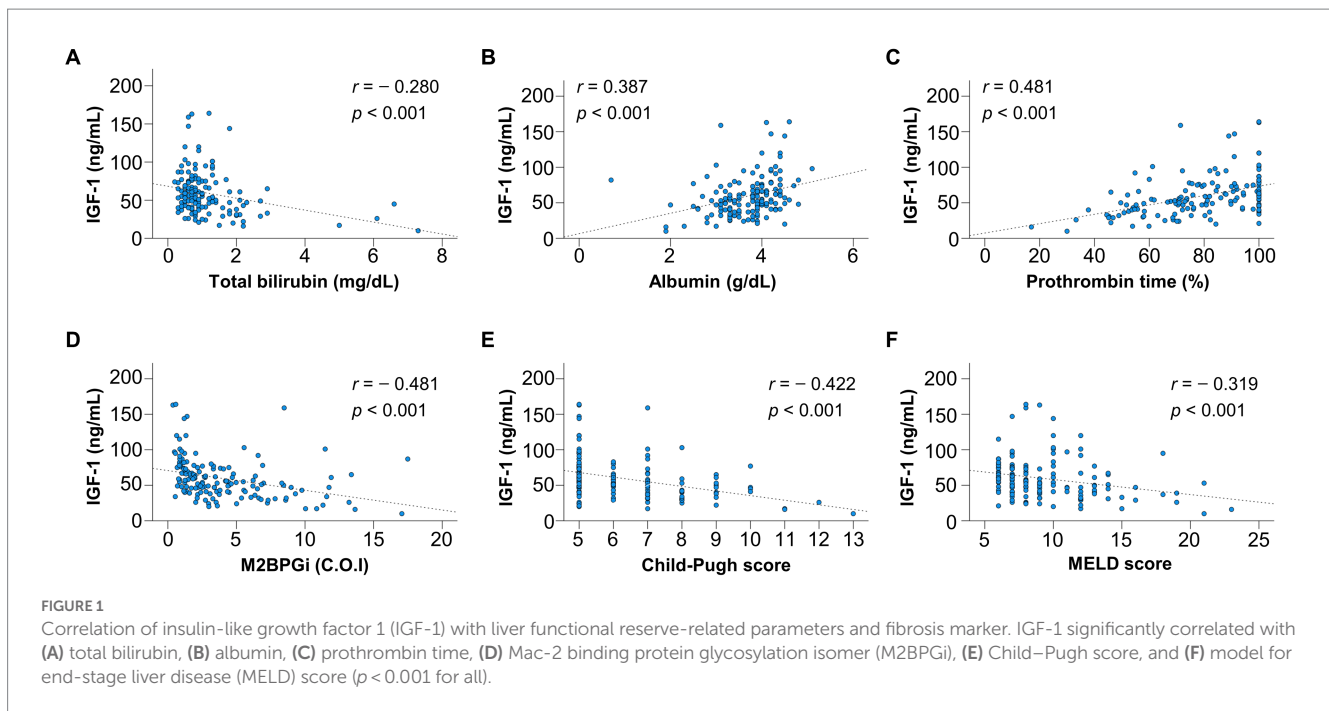 A
r = − 0.280
p < 0.001
IGF-1 (ng/mL)
200
150
100
50
0
0 2 4 6 8
Total bilirubin (mg/dL)
B
r = 0.387
p < 0.001
IGF-1 (ng/mL)
200
150
100
50
0
0 2 4 6
Albumin (g/dL)
C
r = 0.481
p < 0.001
IGF-1 (ng/mL)
200
150
100
50
0
0 20 40 60 80 100
Prothrombin time (%)
D
r = − 0.481
p < 0.001
IGF-1 (ng/mL)
200
150
100
50
0
0 5 10 15 20
M2BPGi (C.O.I)
E
r = − 0.422
p < 0.001
IGF-1 (ng/mL)
200
150
100
50
0
5 6 7 8 9 10 11 12 13
Child-Pugh score
F
r = − 0.319
p < 0.001
IGF-1 (ng/mL)
200
150
100
50
0
5 10 15 20 25
MELD score
FIGURE 1
Correlation of insulin-like growth factor 1 (IGF-1) with liver functional reserve-related parameters and fibrosis marker. IGF-1 significantly correlated with
(A) total bilirubin, (B) albumin, (C) prothrombin time, (D) Mac-2 binding protein glycosylation isomer (M2BPGi), (E) Child–Pugh score, and (F) model for
end-stage liver disease (MELD) score (p < 0.001 for all).